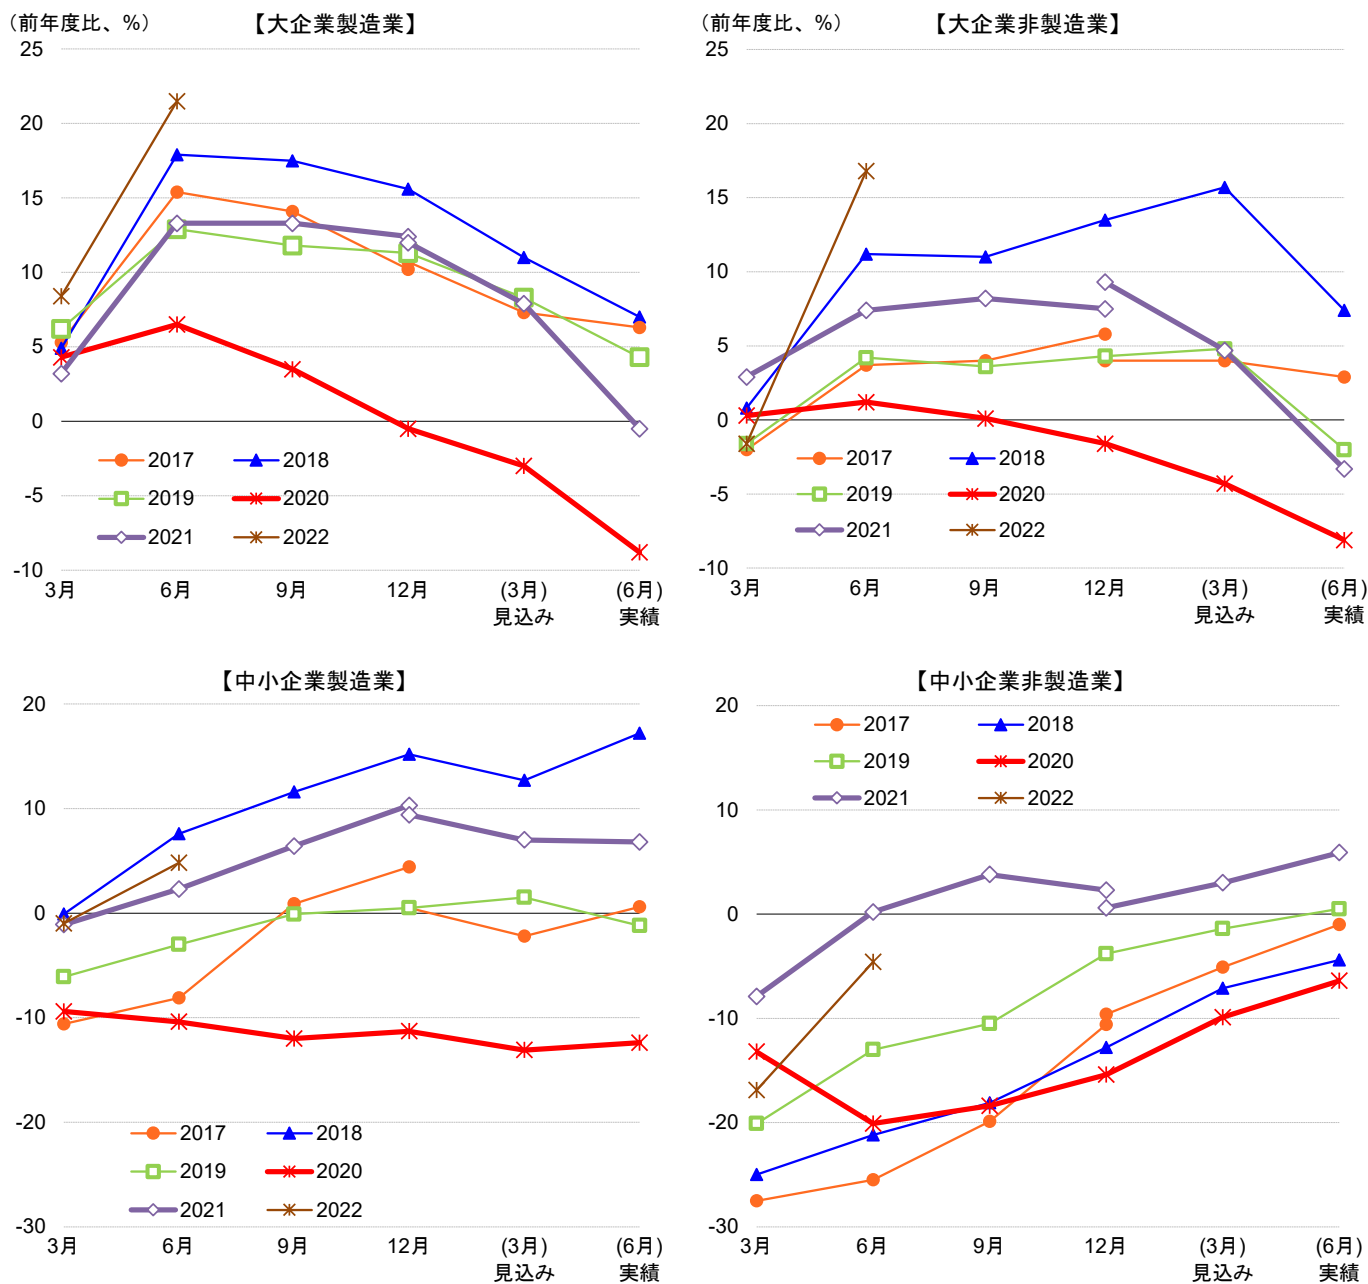 （前年度比、%）
【大企業製造業】
25
20
15
10
5
0
-5
-10
2017
2018
2019
2020
2021
2022
3月
6月
9月
12月
(3月)
見込み
(6月)
実績
（前年度比、%）
【大企業非製造業】
25
20
15
10
5
0
-5
-10
2017
2018
2019
2020
2021
2022
3月
6月
9月
12月
(3月)
見込み
(6月)
実績
【中小企業製造業】
20
10
0
-10
-20
-30
2017
2018
2019
2020
2021
2022
3月
6月
9月
12月
(3月)
見込み
(6月)
実績
【中小企業非製造業】
20
10
0
-10
-20
-30
2017
2018
2019
2020
2021
2022
3月
6月
9月
12月
(3月)
見込み
(6月)
実績